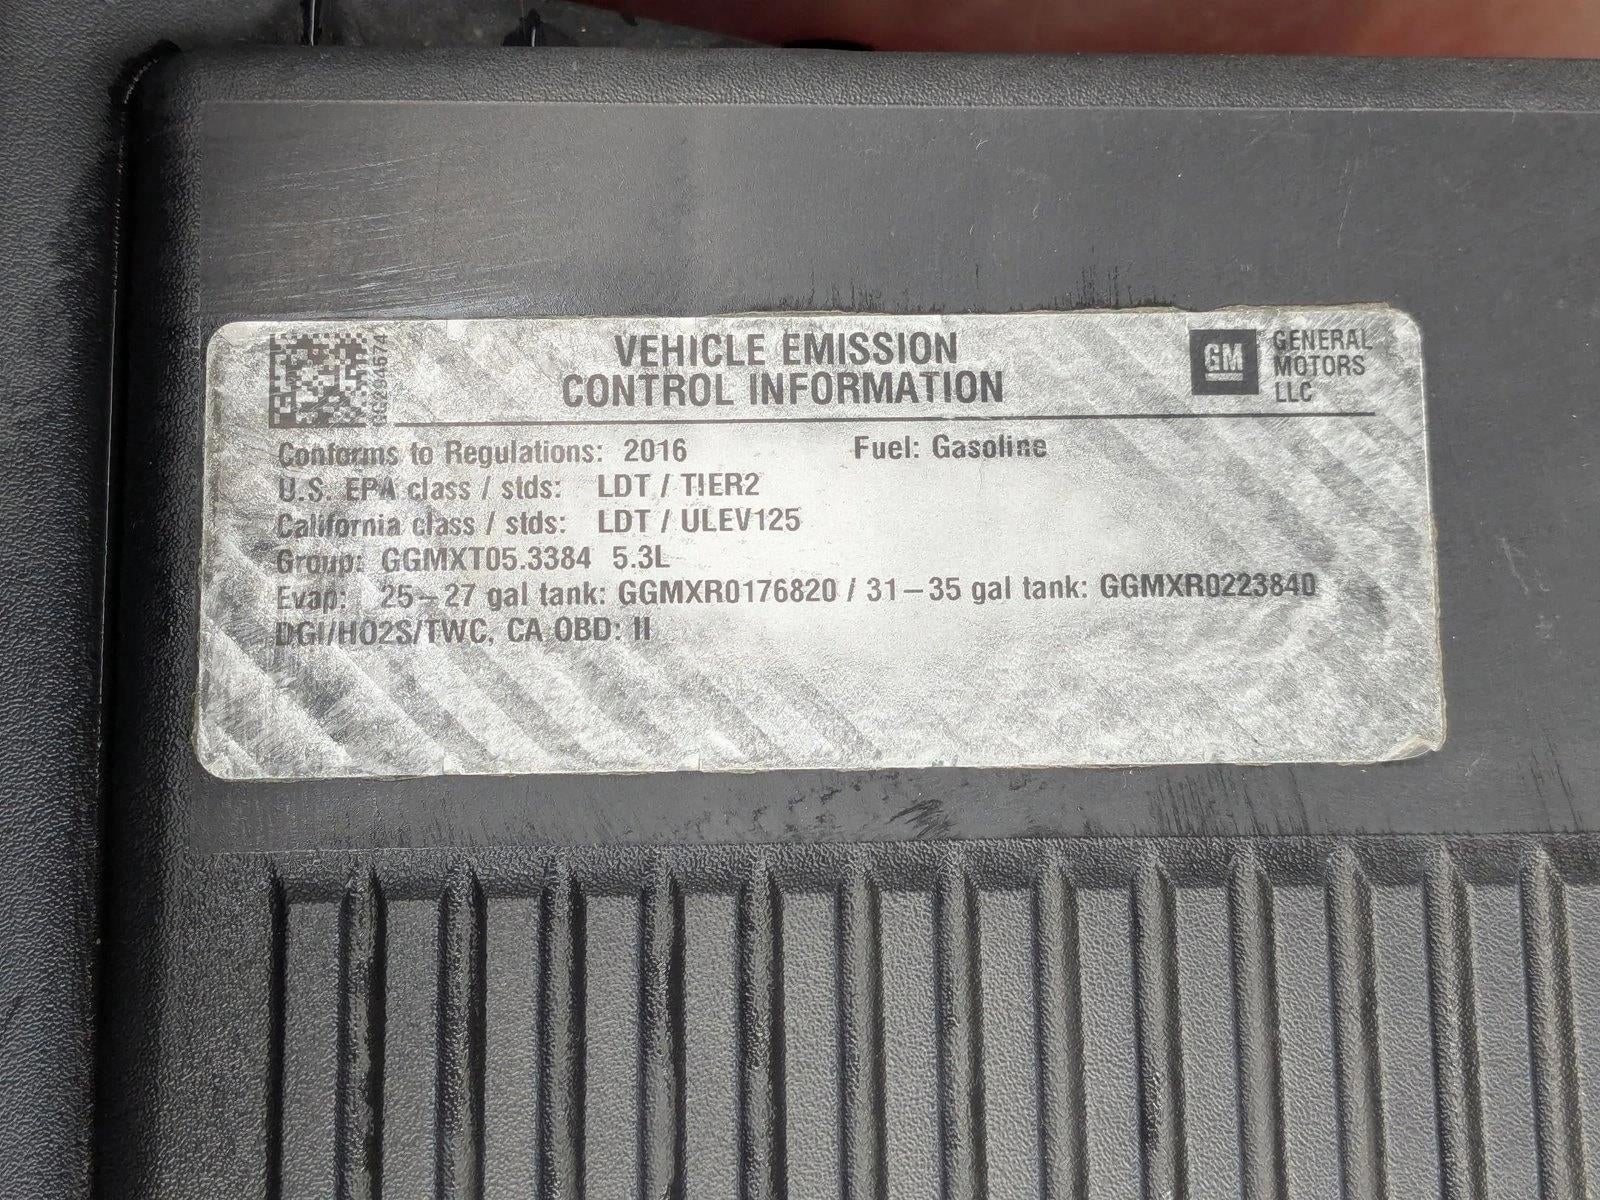 VEHICLE EMISSION
CONTROL INFORMATION
GM
GENERAL
MOTORS
LLC
Conforms to Regulations: 2016 Fuel: Gasoline
U.S. EPA class / stds: LDT / TIER2
California class / stds: LDT / ULEV125
Group: GGMXT05.3384 5.3L
Evap: 25–27 gal tank: GGMXR0176820 / 31–35 gal tank: GGMXR0223840
DGI/HO2S/TWC, CA OBD: II